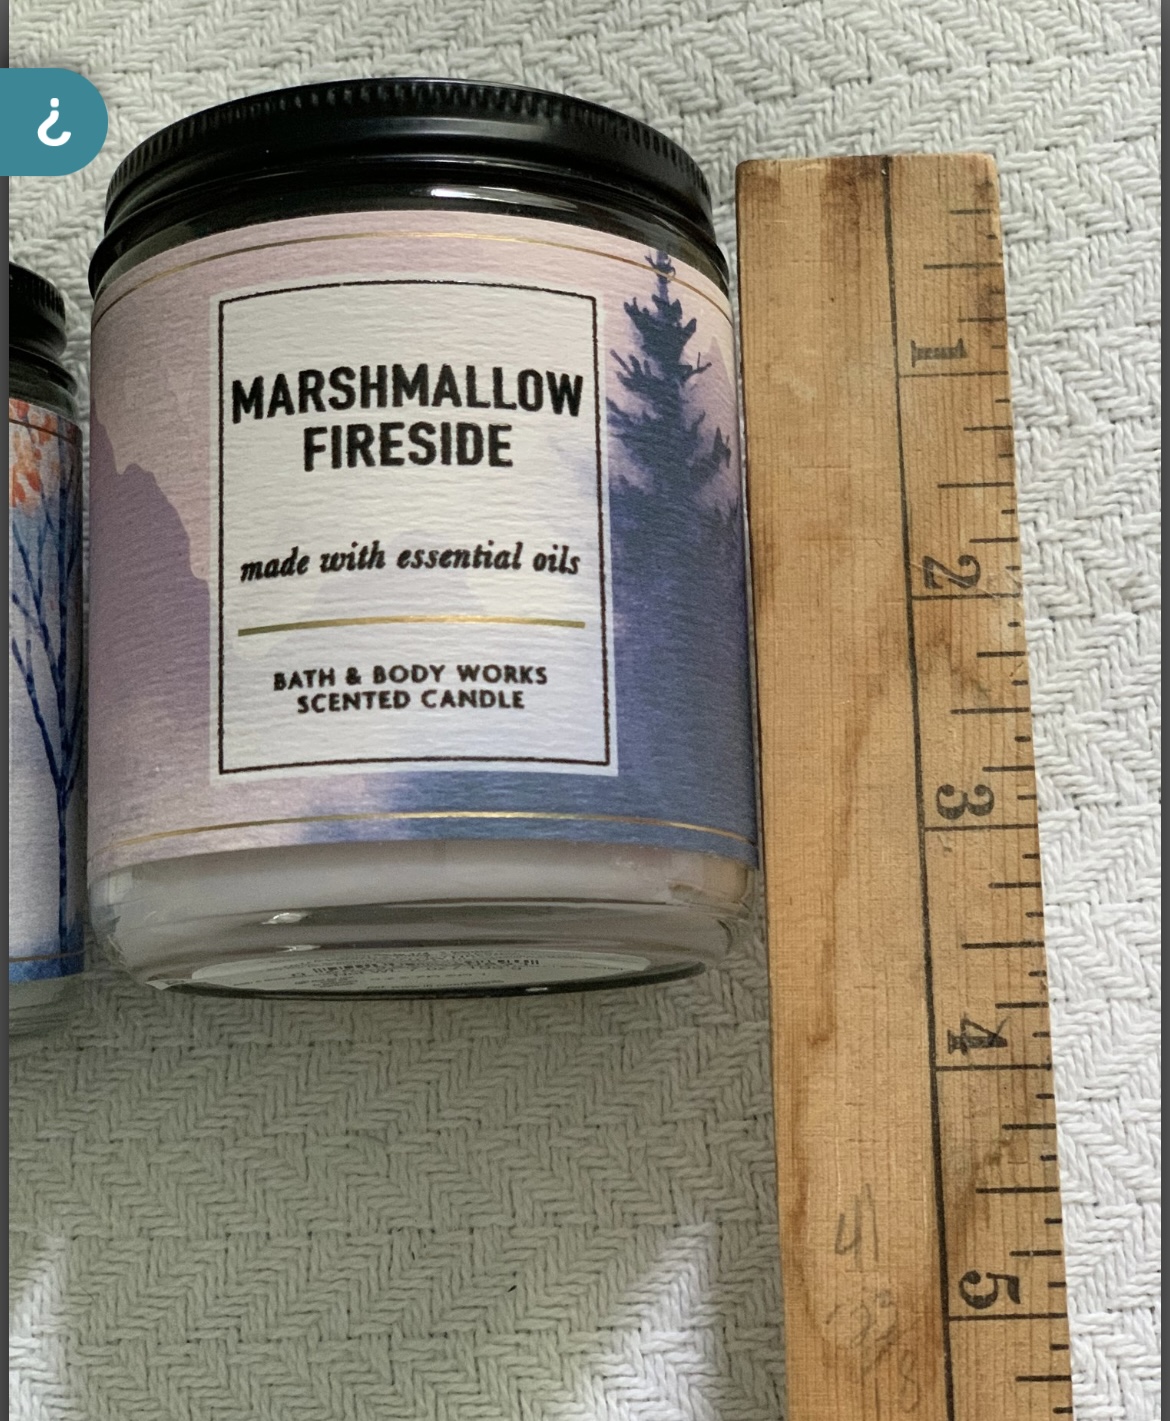 ¿
MARSHMALLOW
FIRESIDE
made with essential oils
BATH & BODY WORKS
SCENTED CANDLE
1
2
3
4
5